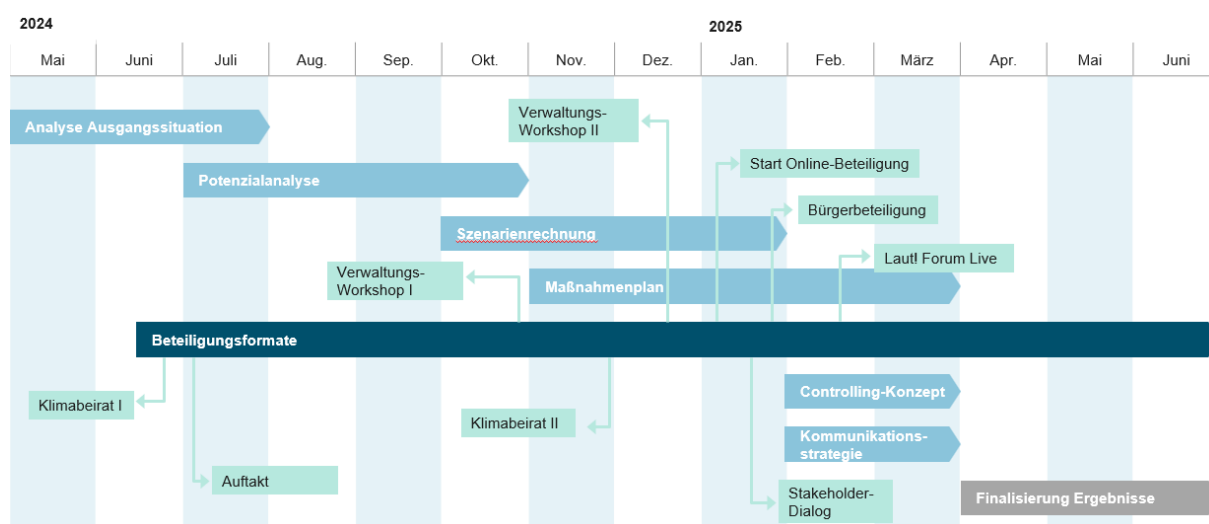 2024
2025
Mai
Juni
Juli
Aug.
Sep.
Okt.
Nov.
Dez.
Jan.
Feb.
März
Apr.
Mai
Juni
Analyse Ausgangssituation
Verwaltungs-
Workshop II
Start Online-Beteiligung
Potenzialanalyse
Bürgerbeteiligung
Szenarienrechnung
Laut! Forum Live
Verwaltungs-
Workshop I
Maßnahmenplan
Beteiligungsformate
Klimabeirat I
Klimabeirat II
Controlling-Konzept
Kommunikations-
strategie
Auftakt
Stakeholder-
Dialog
Finalisierung Ergebnisse